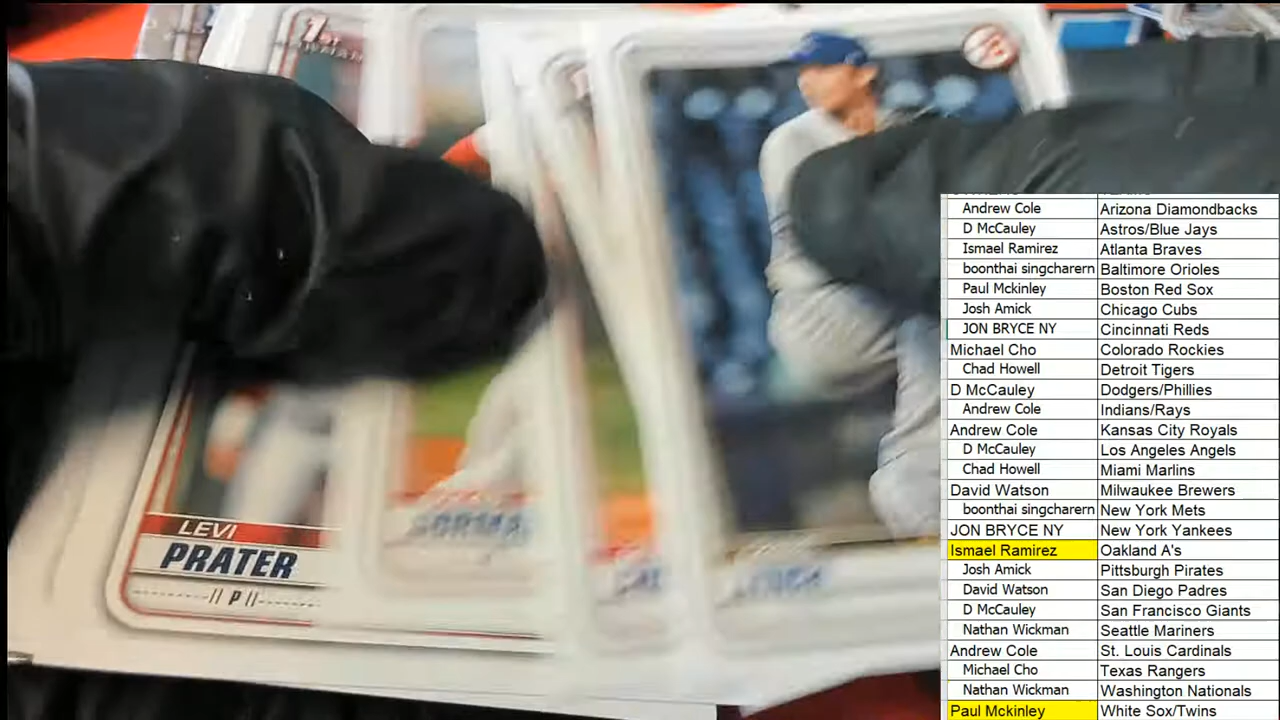 1st
LEVI
PRATER
P
Andrew Cole Arizona Diamondbacks
D McCauley Astros/Blue Jays
Ismael Ramirez Atlanta Braves
boonthai singcharern Baltimore Orioles
Paul Mckinley Boston Red Sox
Josh Amick Chicago Cubs
JON BRYCE NY Cincinnati Reds
Michael Cho Colorado Rockies
Chad Howell Detroit Tigers
D McCauley Dodgers/Phillies
Andrew Cole Indians/Rays
Andrew Cole Kansas City Royals
D McCauley Los Angeles Angels
Chad Howell Miami Marlins
David Watson Milwaukee Brewers
boonthai singcharern New York Mets
JON BRYCE NY New York Yankees
Ismael Ramirez Oakland A's
Josh Amick Pittsburgh Pirates
David Watson San Diego Padres
D McCauley San Francisco Giants
Nathan Wickman Seattle Mariners
Andrew Cole St. Louis Cardinals
Michael Cho Texas Rangers
Nathan Wickman Washington Nationals
Paul Mckinley White Sox/Twins